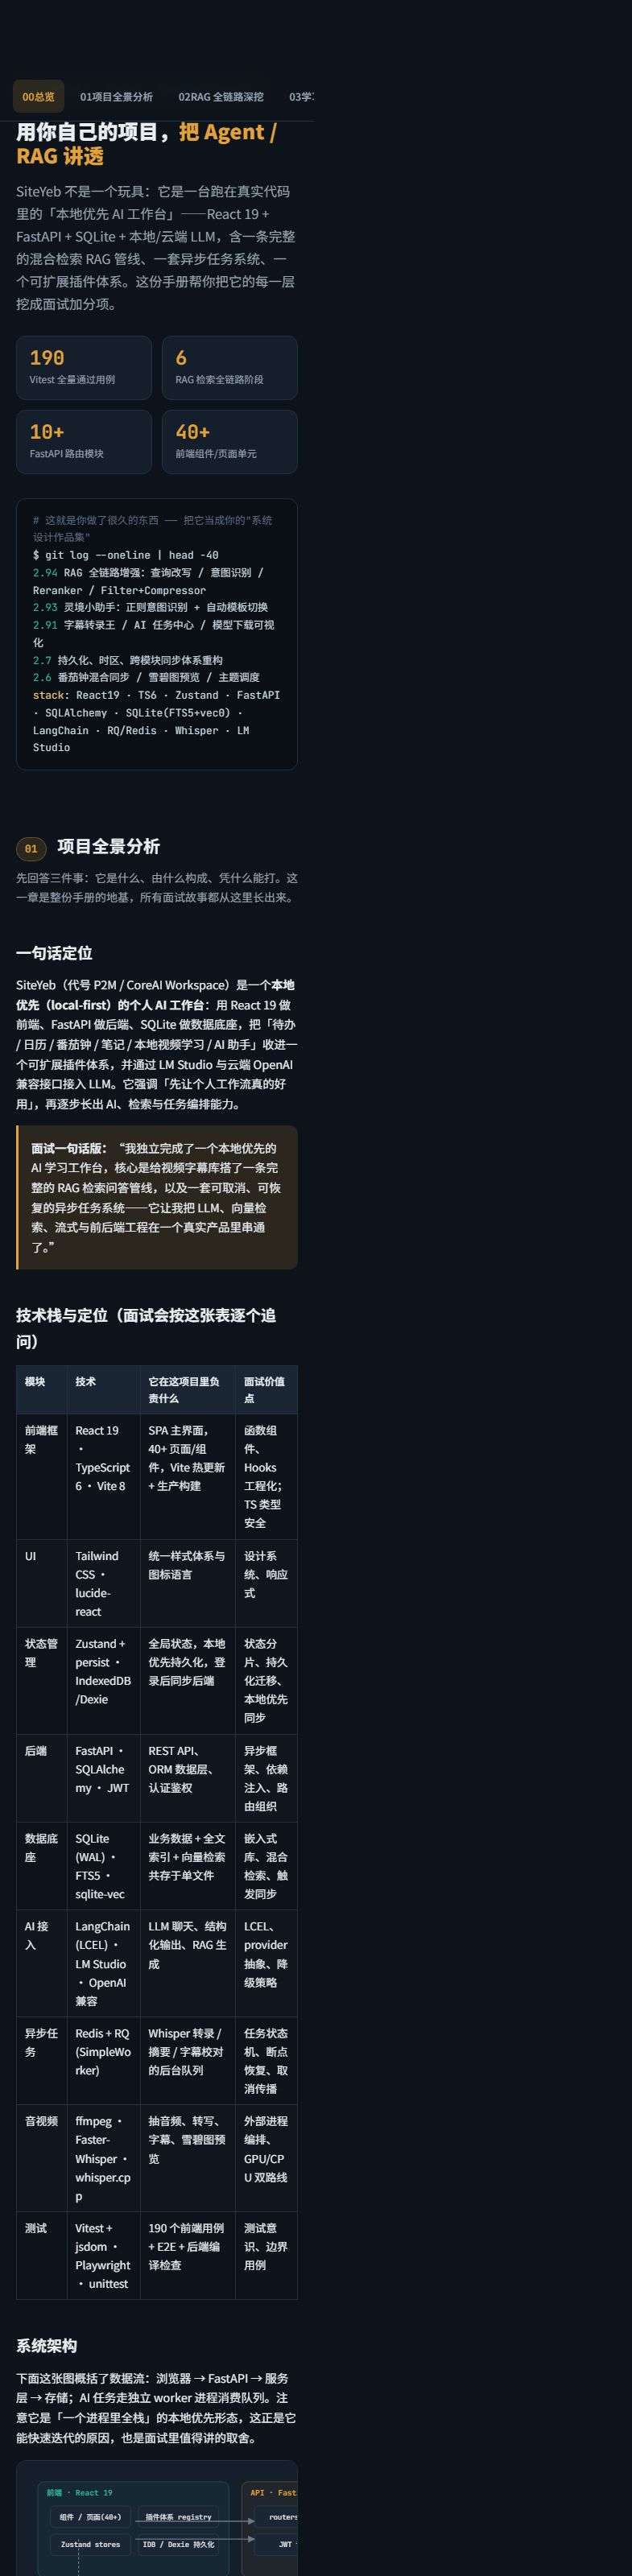 00总览
01项目全景分析
02RAG 全链路深挖
用你自己的项目，把 Agent /
RAG 讲透
SiteYeb 不是一个玩具：它是一台跑在真实代码
里的「本地优先 AI 工作台」——React 19 +
FastAPI + SQLite + 本地/云端 LLM，含一条完整
的混合检索 RAG 管线、一套异步任务系统、一
个可扩展插件体系。这份手册帮你把它的每一层
挖成面试加分项。
190
Vitest 全量通过用例
6
RAG 检索全链路阶段
10+
FastAPI 路由模块
40+
前端组件/页面单元
# 这就是你做了很久的东西 —— 把它当成你的"系统
设计作品集"
$ git log --oneline | head -40
2.94 RAG 全链路增强：查询改写 / 意图识别 /
Reranker / Filter+Compressor
2.93 灵境小助手：正则意图识别 + 自动模板切换
2.91 字幕转录王 / AI 任务中心 / 模型下载可视
化
2.7 持久化、时区、跨模块同步体系重构
2.6 番茄钟混合同步 / 雪碧图预览 / 主题调度
stack: React19 · TS6 · Zustand · FastAPI
· SQLAlchemy · SQLite(FTS5+vec0) ·
LangChain · RQ/Redis · Whisper · LM
Studio
01
项目全景分析
先回答三件事：它是什么、由什么构成、凭什么能打。这
一章是整份手册的地基，所有面试故事都从这里长出来。
一句话定位
SiteYeb（代号 P2M / CoreAI Workspace）是一个本地
优先（local-first）的个人 AI 工作台：用 React 19 做
前端、FastAPI 做后端、SQLite 做数据底座，把「待办
/ 日历 / 番茄钟 / 笔记 / 本地视频学习 / AI 助手」收进一
个可扩展插件体系，并通过 LM Studio 与云端 OpenAI
兼容接口接入 LLM。它强调「先让个人工作流真的好
用」，再逐步长出 AI、检索与任务编排能力。
面试一句话版： “我独立完成了一个本地优先的
AI 学习工作台，核心是给视频字幕库搭了一条完
整的 RAG 检索问答管线，以及一套可取消、可恢
复的异步任务系统——它让我把 LLM、向量检
索、流式与前后端工程在一个真实产品里串通
了。”
技术栈与定位（面试会按这张表逐个追
问）
模块
技术
它在这项目里负
责什么
面试价值
点
前端框
架
React 19
·
TypeScript
6 · Vite 8
SPA 主界面，
40+ 页面/组
件，Vite 热更新
+ 生产构建
函数组
件、
Hooks
工程化；
TS 类型
安全
UI
Tailwind
CSS ·
lucide-
react
统一样式体系与
图标语言
设计系
统、响应
式
状态管
理
Zustand +
persist ·
IndexedDB
/Dexie
全局状态，本地
优先持久化，登
录后同步后端
状态分
片、持久
化迁移、
本地优先
同步
后端
FastAPI ·
SQLAlche
my · JWT
REST API、
ORM 数据层、
认证鉴权
异步框
架、依赖
注入、路
由组织
数据底
座
SQLite
(WAL) ·
FTS5 ·
sqlite-vec
业务数据 + 全文
索引 + 向量检索
共存于单文件
嵌入式
库、混合
检索、触
发同步
AI 接
入
LangChain
(LCEL) ·
LM Studio
· OpenAI
兼容
LLM 聊天、结构
化输出、RAG 生
成
LCEL、
provider
抽象、降
级策略
异步任
务
Redis + RQ
(SimpleWo
rker)
Whisper 转录 /
摘要 / 字幕校对
的后台队列
任务状态
机、断点
恢复、取
消传播
音视频
ffmpeg ·
Faster-
Whisper ·
whisper.cp
p
抽音频、转写、
字幕、雪碧图预
览
外部进程
编排、
GPU/CP
U 双路线
测试
Vitest +
jsdom ·
Playwright
· unittest
190 个前端用例
+ E2E + 后端编
译检查
测试意
识、边界
用例
系统架构
下面这张图概括了数据流：浏览器 → FastAPI → 服务
层 → 存储；AI 任务走独立 worker 进程消费队列。注
意它是「一个进程里全栈」的本地优先形态，这正是它
能快速迭代的原因，也是面试里值得讲的取舍。
前端 · React 19
组件 / 页面(40+)
插件体系 registry
Zustand stores
IDB / Dexie 持久化
API · Fast
routers
JWT